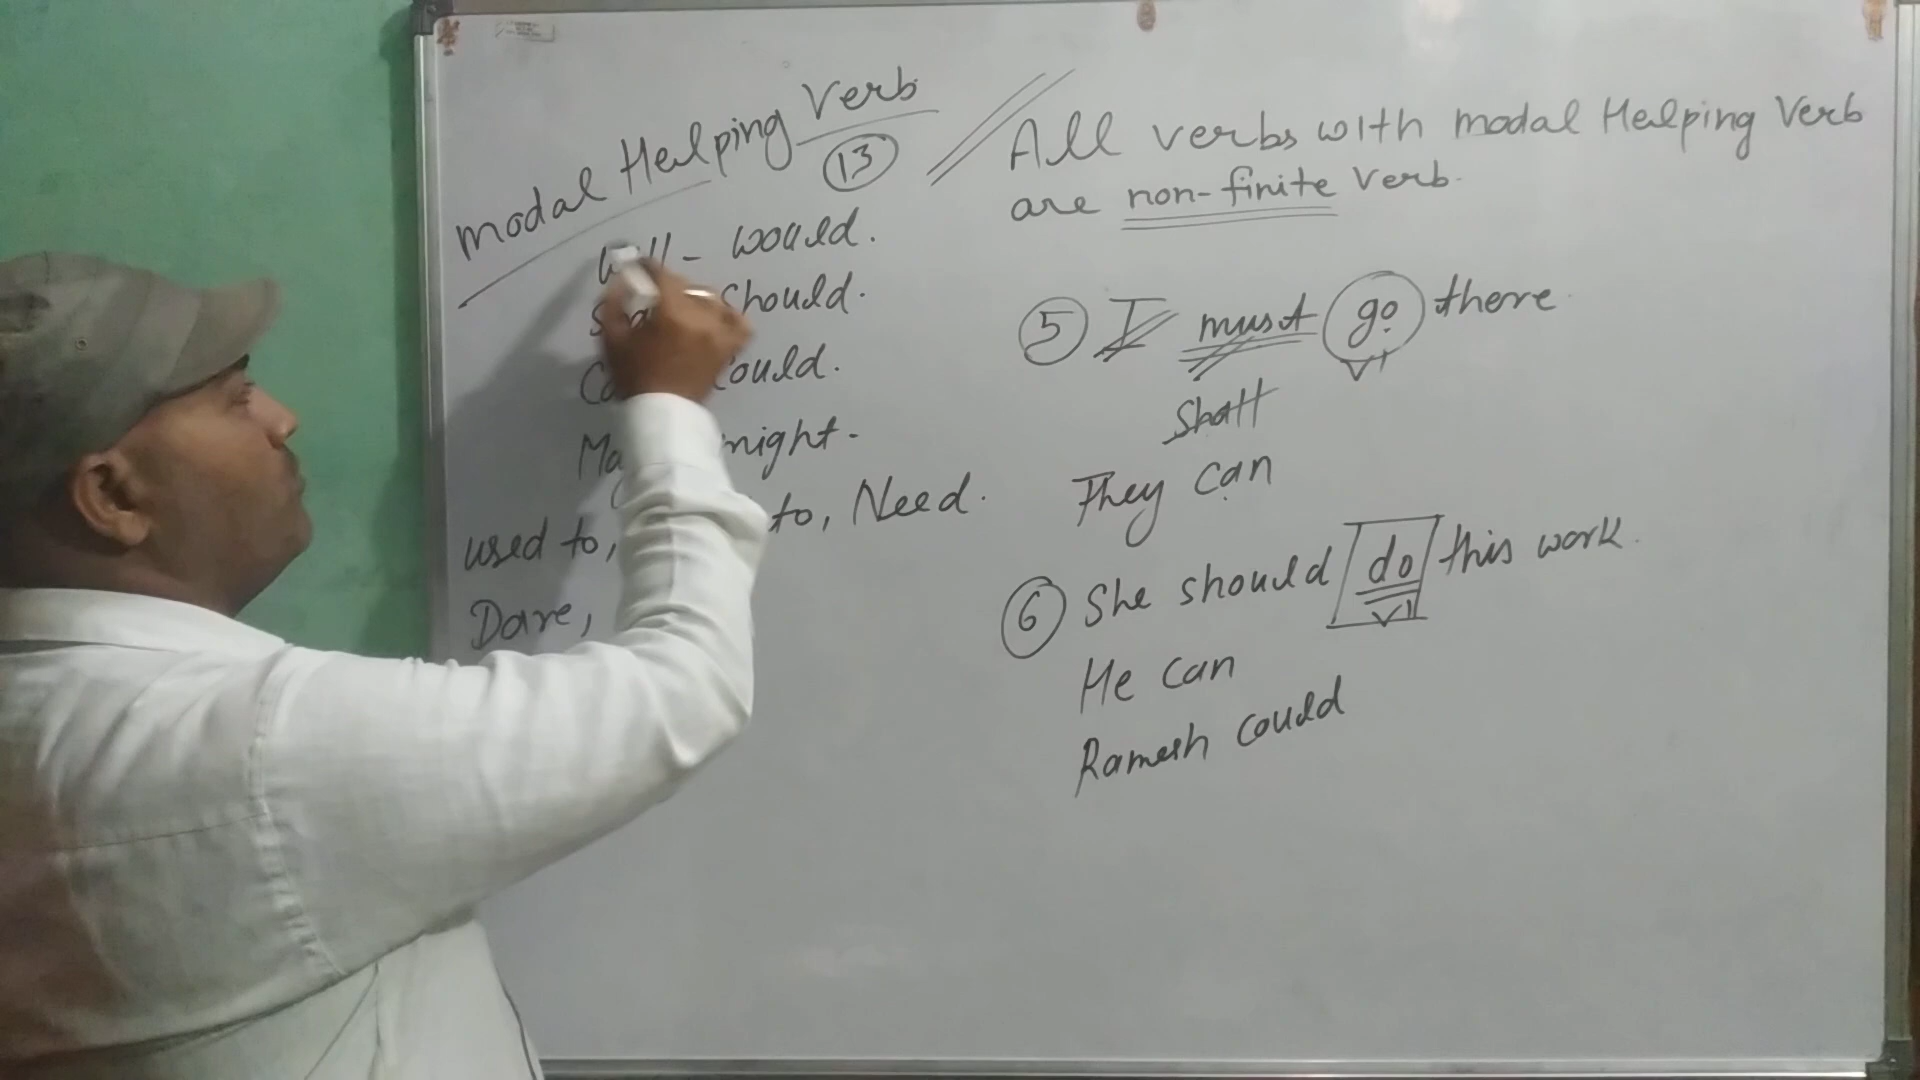 Modal Helping Verb
13
Will - would.
Should.
Could.
might.
used to, to, Need.
Dare,
All verbs with modal Helping Verb
are non-finite verb.
5 I must go there
V1
Shall
They can
6 She should do this work.
V1
He can
Ramesh could